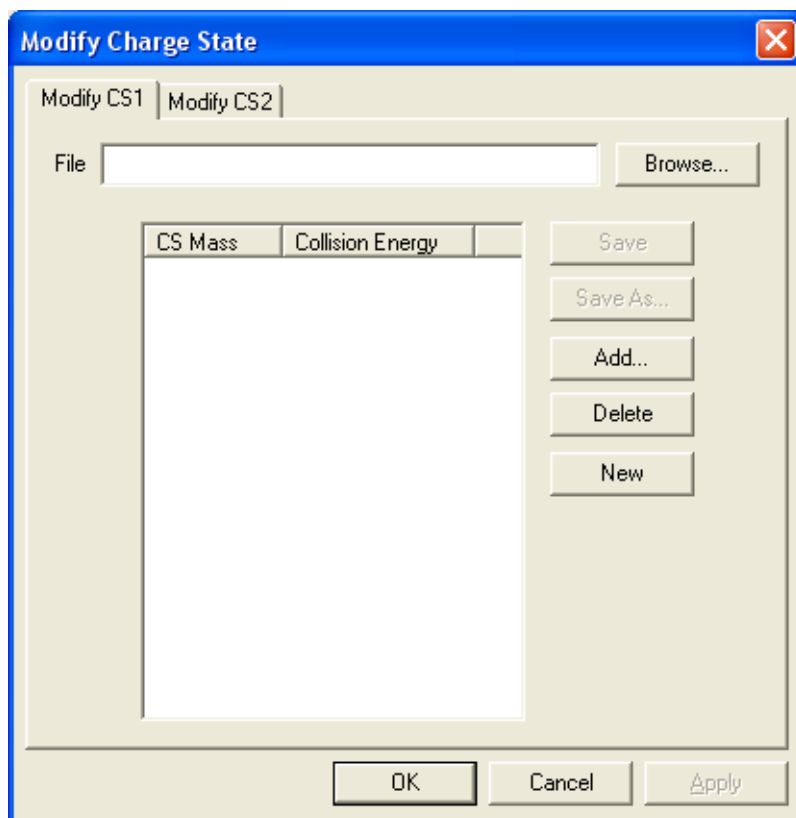 Modify Charge State
Modify CS1 Modify CS2
File Browse...
CS Mass Collision Energy Save
Save As...
Add...
Delete
New
OK Cancel Apply